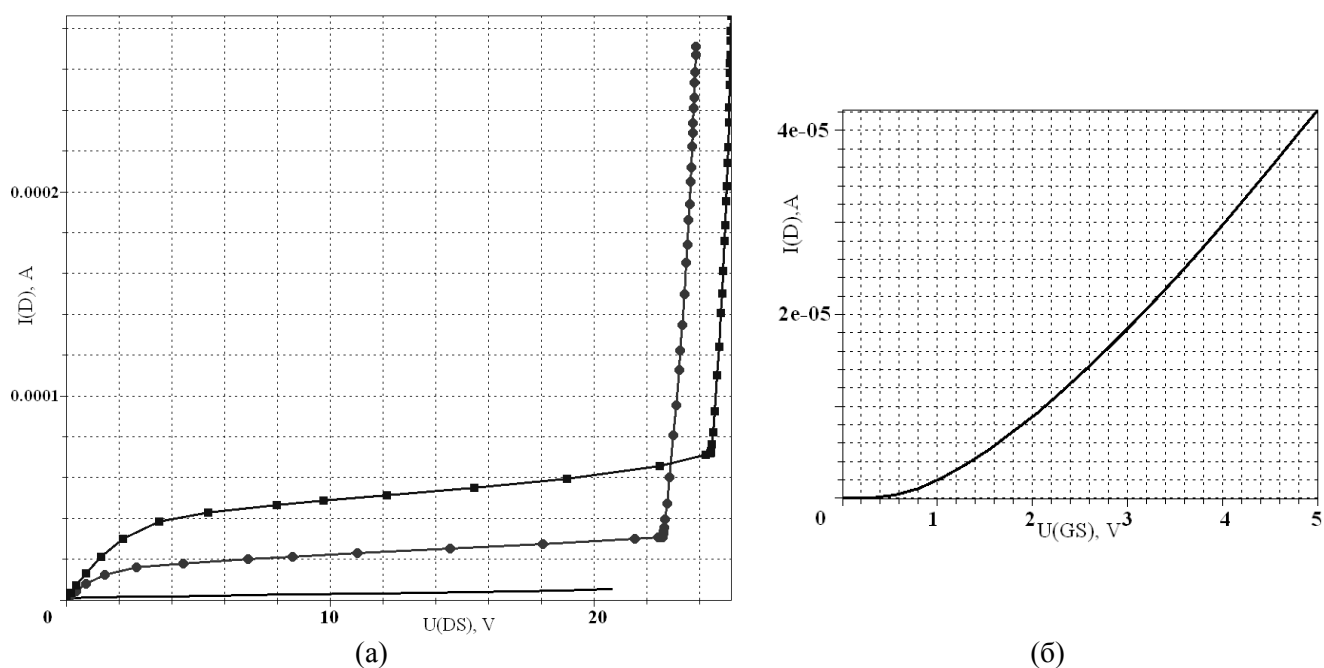 0.0002
0.0001
I(D), A
0
10
20
U(DS), V
(а)
4e-05
2e-05
I(D),A
0
1
2
3
4
5
U(GS), V
(б)